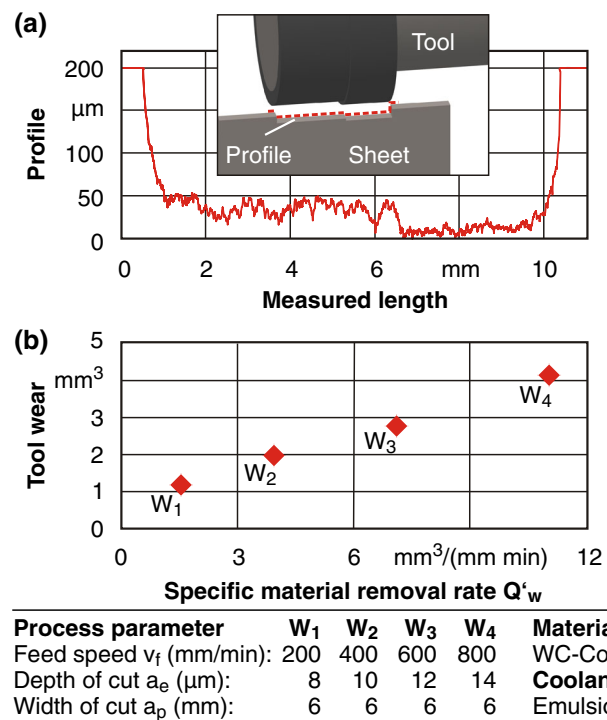 (a)
200
µm
100
50
0
Profile
Tool
Profile
Sheet
0 2 4 6 mm 10
Measured length
(b)
5
mm³
3
2
1
0
Tool wear
W₁
W₂
W₃
W₄
0 3 6 mm³/(mm min) 12
Specific material removal rate Q‘w
Process parameter W₁ W₂ W₃ W₄
Feed speed vf (mm/min): 200 400 600 800 WC-Co
Depth of cut ae (µm): 8 10 12 14
Width of cut ap (mm): 6 6 6 6